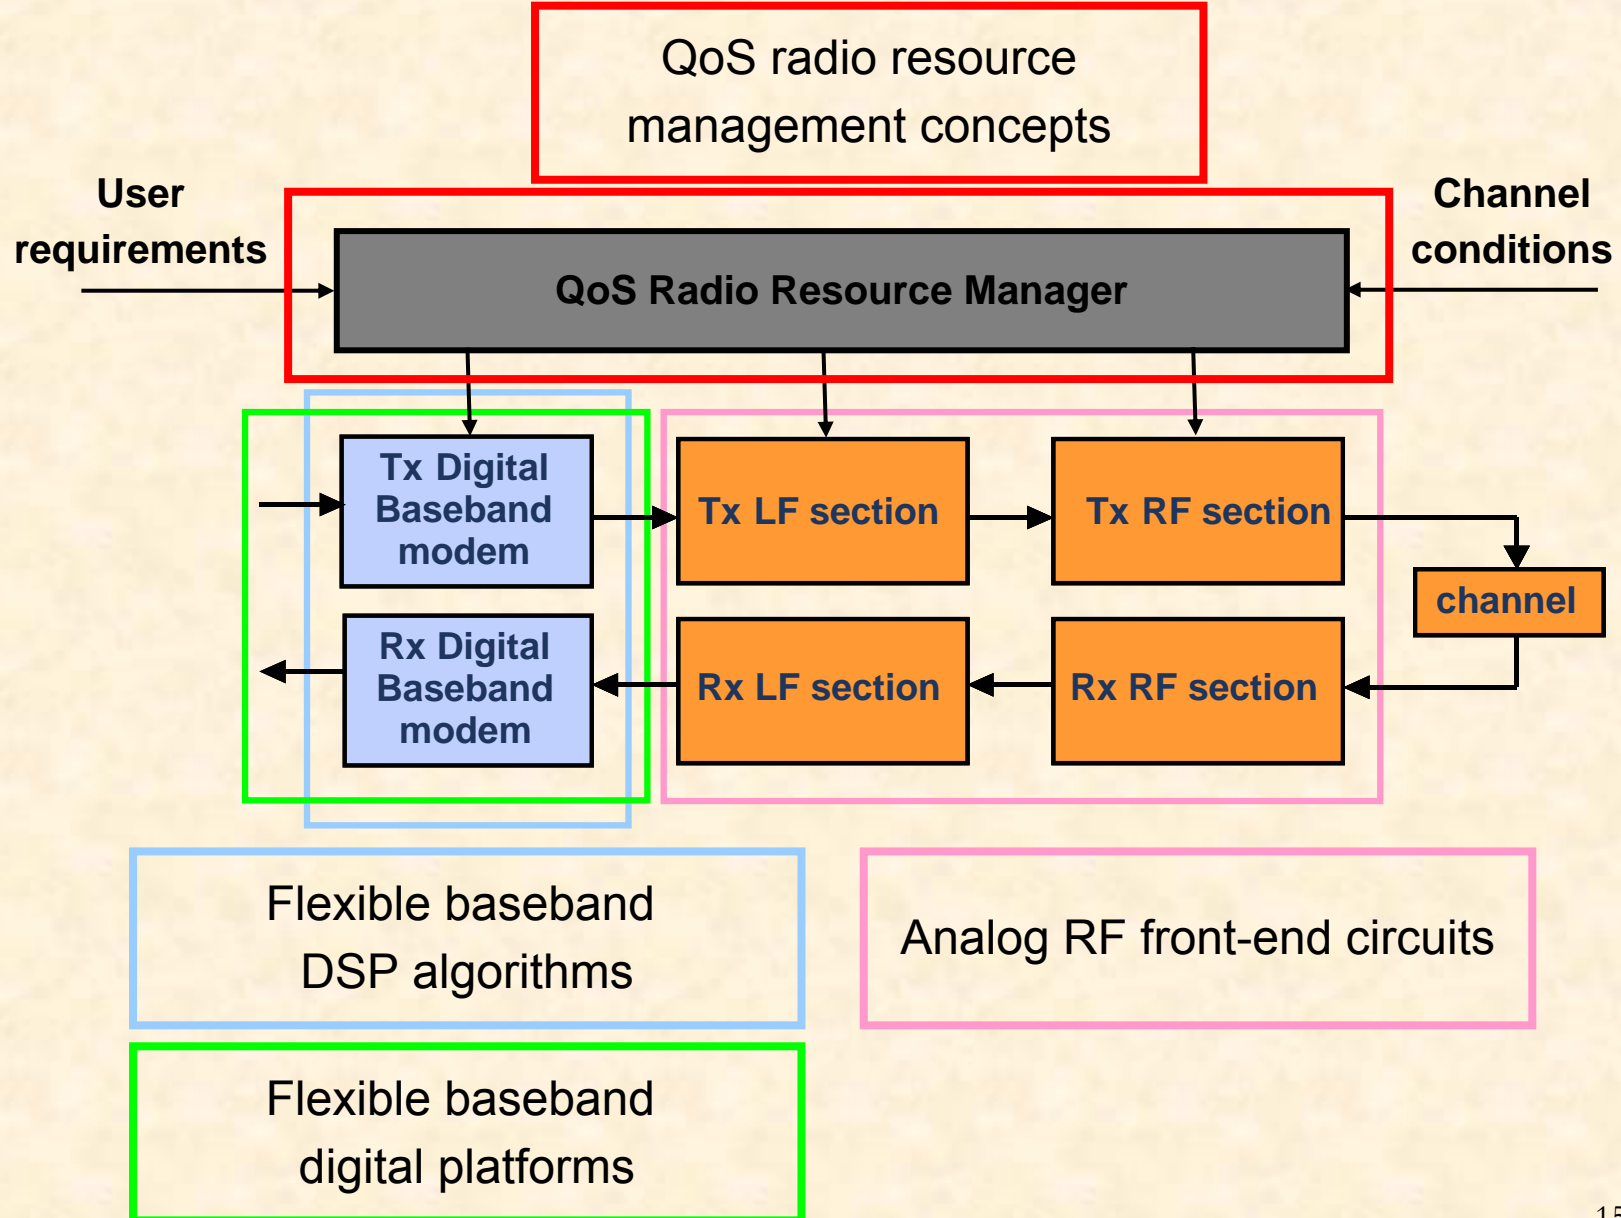 QoS radio resource
management concepts
User
requirements
Channel
conditions
QoS Radio Resource Manager
Tx Digital
Baseband
modem
Tx LF section
Tx RF section
channel
Rx Digital
Baseband
modem
Rx LF section
Rx RF section
Flexible baseband
DSP algorithms
Analog RF front-end circuits
Flexible baseband
digital platforms